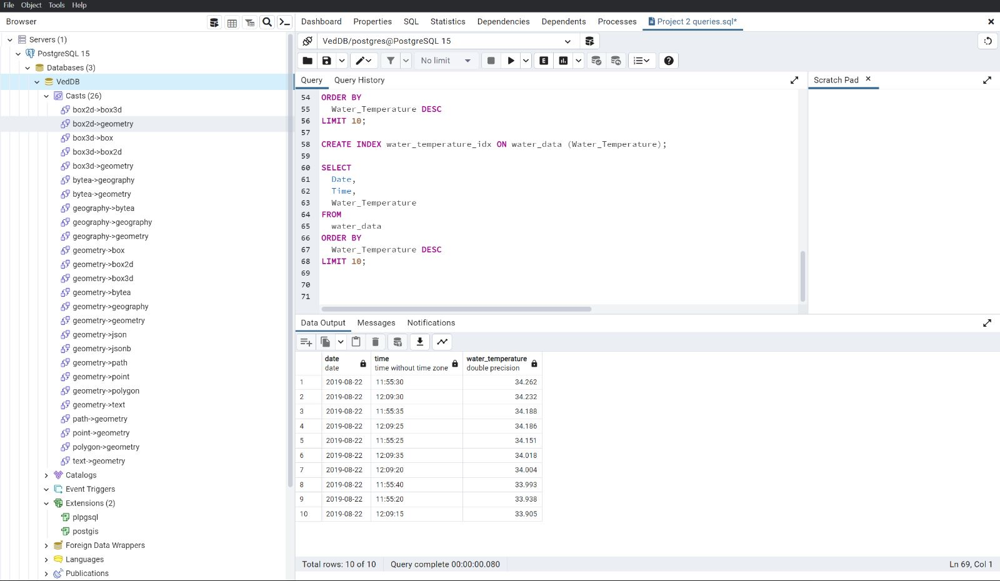 File Object Tools Help
Browser
Dashboard Properties SQL Statistics Dependencies Dependents Processes Project 2 queries.sql*
Servers (1)
PostgreSQL 15
Databases (3)
VedDB
Casts (26)
box2d->box3d
box2d->geometry
box3d->box
box3d->box2d
box3d->geometry
bytea->geography
bytea->geometry
geography->bytea
geography->geography
geography->geometry
geometry->box
geometry->box2d
geometry->box3d
geometry->bytea
geometry->geography
geometry->geometry
geometry->json
geometry->jsonb
geometry->path
geometry->point
geometry->polygon
geometry->text
path->geometry
point->geometry
polygon->geometry
text->geometry
Catalogs
Event Triggers
Extensions (2)
plpgsql
postgis
Foreign Data Wrappers
Languages
Publications
VedDB/postgres@PostgreSQL 15
No limit E
Query Query History
Scratch Pad
54 ORDER BY
55 Water_Temperature DESC
56 LIMIT 10;
57
58 CREATE INDEX water_temperature_idx ON water_data (Water_Temperature);
59
60 SELECT
61 Date,
62 Time,
63 Water_Temperature
64 FROM
65 water_data
66 ORDER BY
67 Water_Temperature DESC
68 LIMIT 10;
69
70
71
Data Output Messages Notifications
date time water_temperature
date time without time zone double precision
1 2019-08-22 11:55:30 34.262
2 2019-08-22 12:09:30 34.232
3 2019-08-22 11:55:35 34.188
4 2019-08-22 12:09:25 34.186
5 2019-08-22 11:55:25 34.151
6 2019-08-22 12:09:35 34.018
7 2019-08-22 12:09:20 34.004
8 2019-08-22 11:55:40 33.993
9 2019-08-22 11:55:20 33.938
10 2019-08-22 12:09:15 33.905
Total rows: 10 of 10 Query complete 00:00:00.080 Ln 69, Col 1